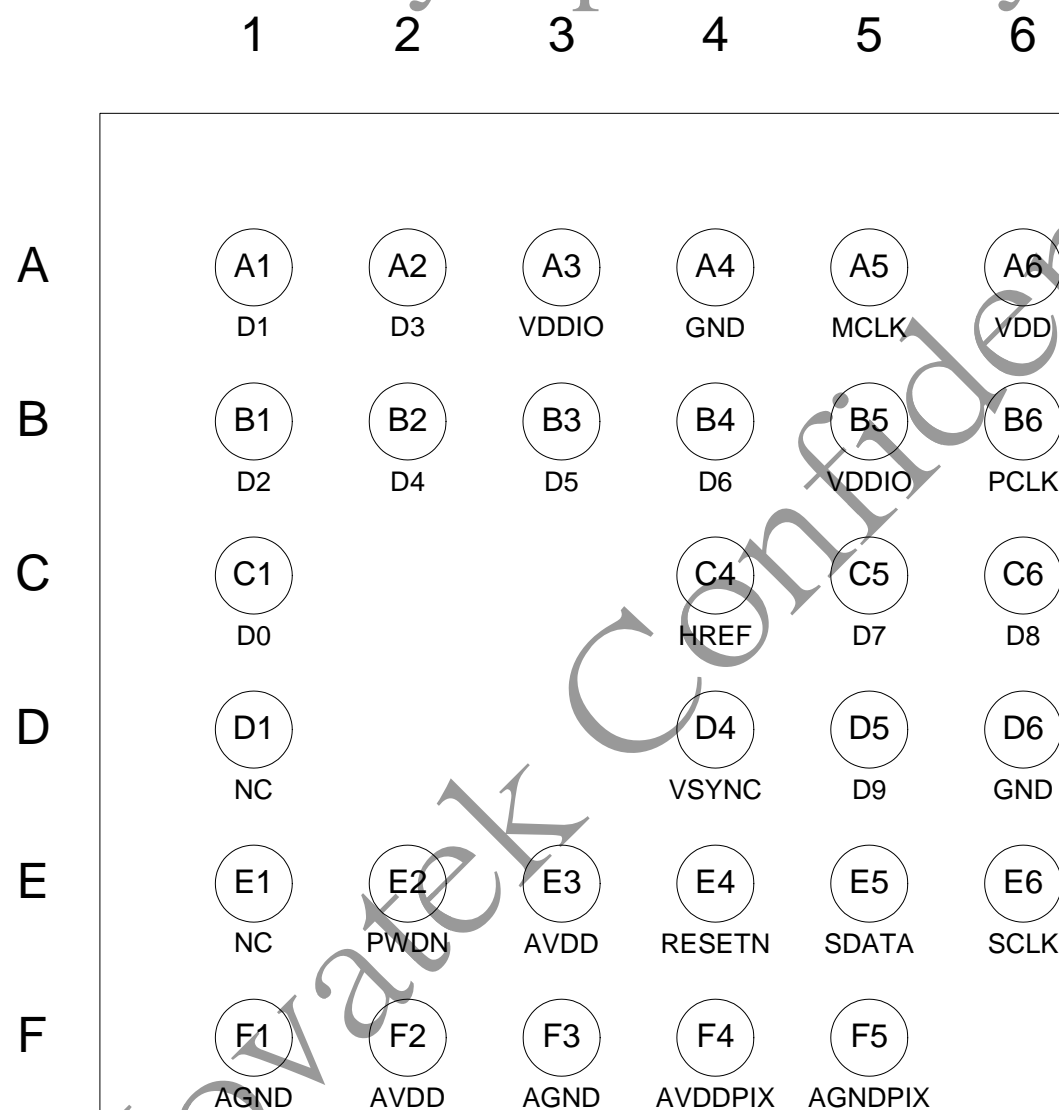 1 2 3 4 5 6
A A1 A2 A3 A4 A5 A6
D1 D3 VDDIO GND MCLK VDD
B B1 B2 B3 B4 B5 B6
D2 D4 D5 D6 VDDIO PCLK
C C1 C4 C5 C6
D0 HREF D7 D8
D D1 D4 D5 D6
NC VSYNC D9 GND
E E1 E2 E3 E4 E5 E6
NC PWDN AVDD RESETN SDATA SCLK
F F1 F2 F3 F4 F5
AGND AVDD AGND AVDDPIX AGNDPIX